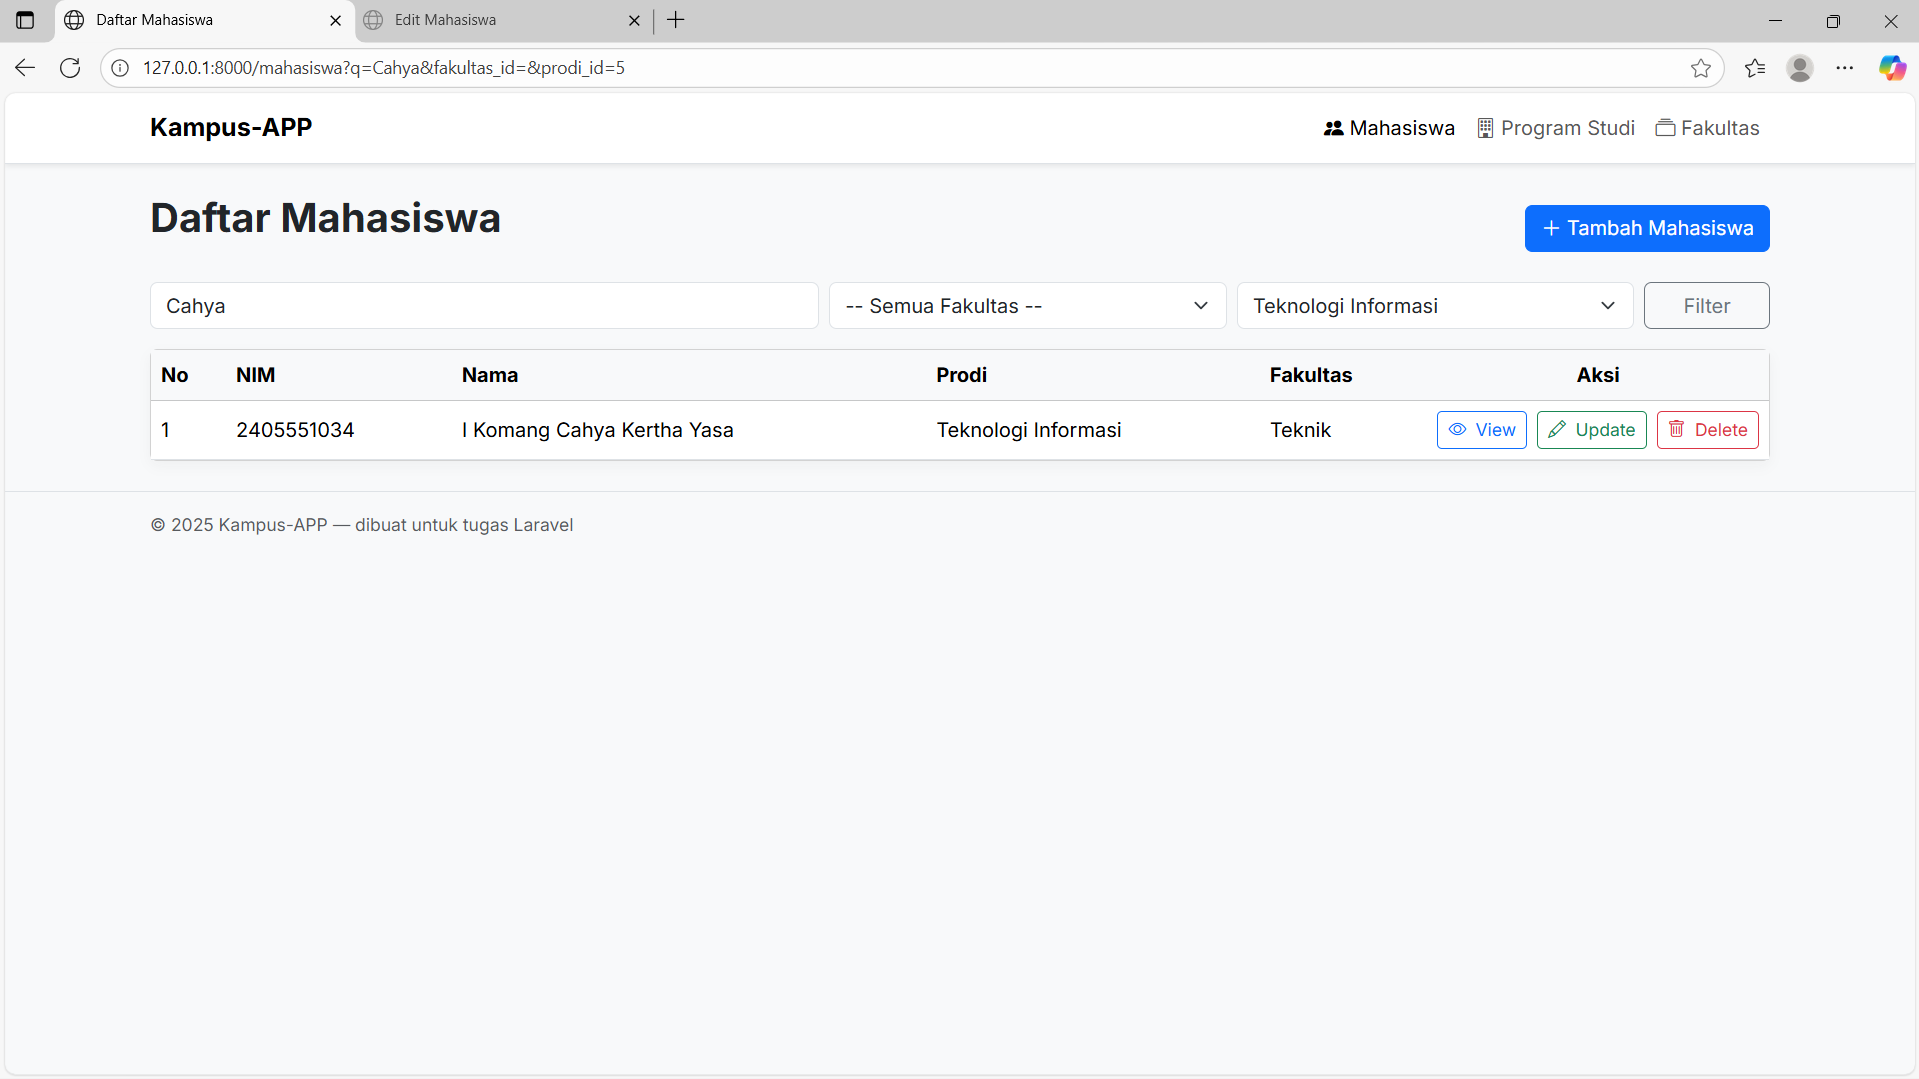 Daftar Mahasiswa
Edit Mahasiswa
127.0.0.1:8000/mahasiswa?q=Cahya&fakultas_id=&prodi_id=5
Kampus-APP
Mahasiswa
Program Studi
Fakultas
Daftar Mahasiswa
+ Tambah Mahasiswa
Cahya
-- Semua Fakultas --
Teknologi Informasi
Filter
No NIM Nama Prodi Fakultas Aksi
1 2405551034 I Komang Cahya Kertha Yasa Teknologi Informasi Teknik View Update Delete
© 2025 Kampus-APP — dibuat untuk tugas Laravel